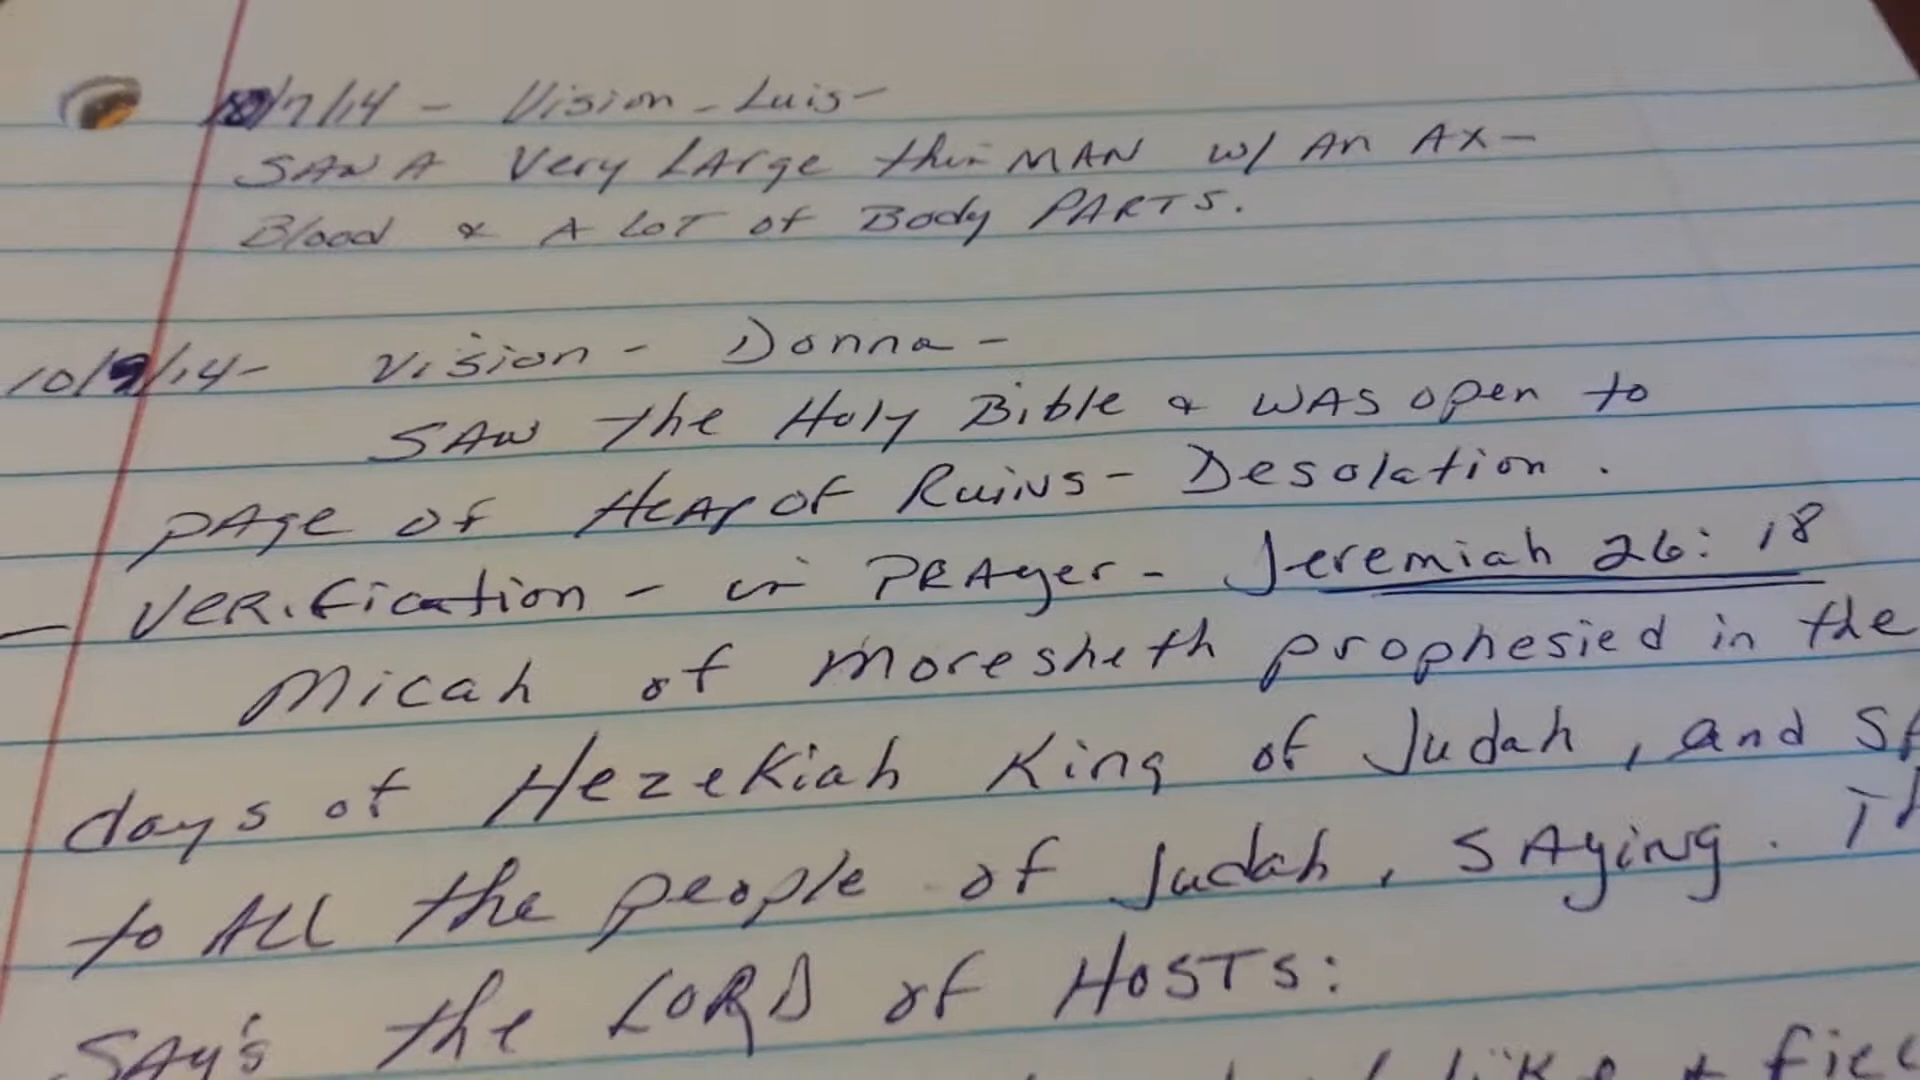 10/7/14 - Vision - Luis -
SAW A Very LArge thin MAN w/ An AX -
Blood & A LOT of Body PARTS.
10/9/14 - Vision - Donna -
SAW the Holy Bible & WAS open to
PAge of HeAp of RuiNs - Desolation.
- VERification - in PRAyer - Jeremiah 26:18
Micah of moresheth prophesied in the
days of Hezekiah King of Judah, and
to ALL the people of Judah, SAyiNg.
SAy's the LORD of HOSTS:
like a